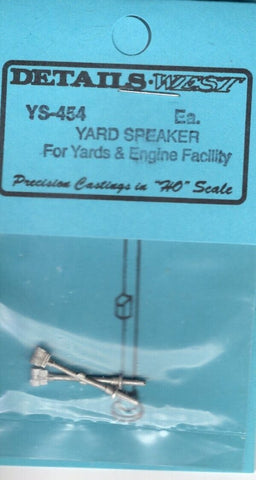 DETAILS WEST
YS-454 Ea.
YARD SPEAKER
For Yards & Engine Facility
Precision Castings in "HO" Scale